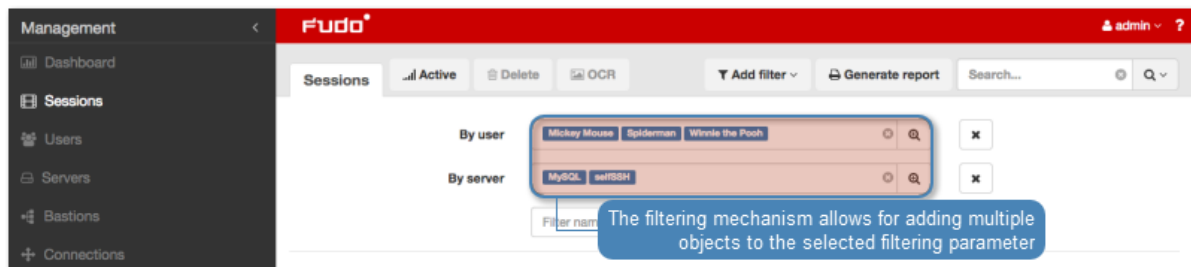 Management
FUDO
admin
?
Dashboard
Sessions
Active
Delete
OCR
Add filter
Generate report
Search...
Sessions
Users
By user
Mickey Mouse
Spiderman
Winnie the Pooh
Servers
By server
MySQL
selfSSH
Bastions
Filter nam
The filtering mechanism allows for adding multiple
objects to the selected filtering parameter
Connections